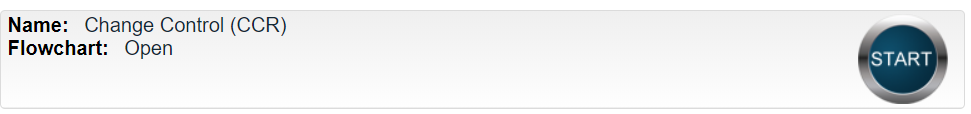 Name: Change Control (CCR)
Flowchart: Open
START